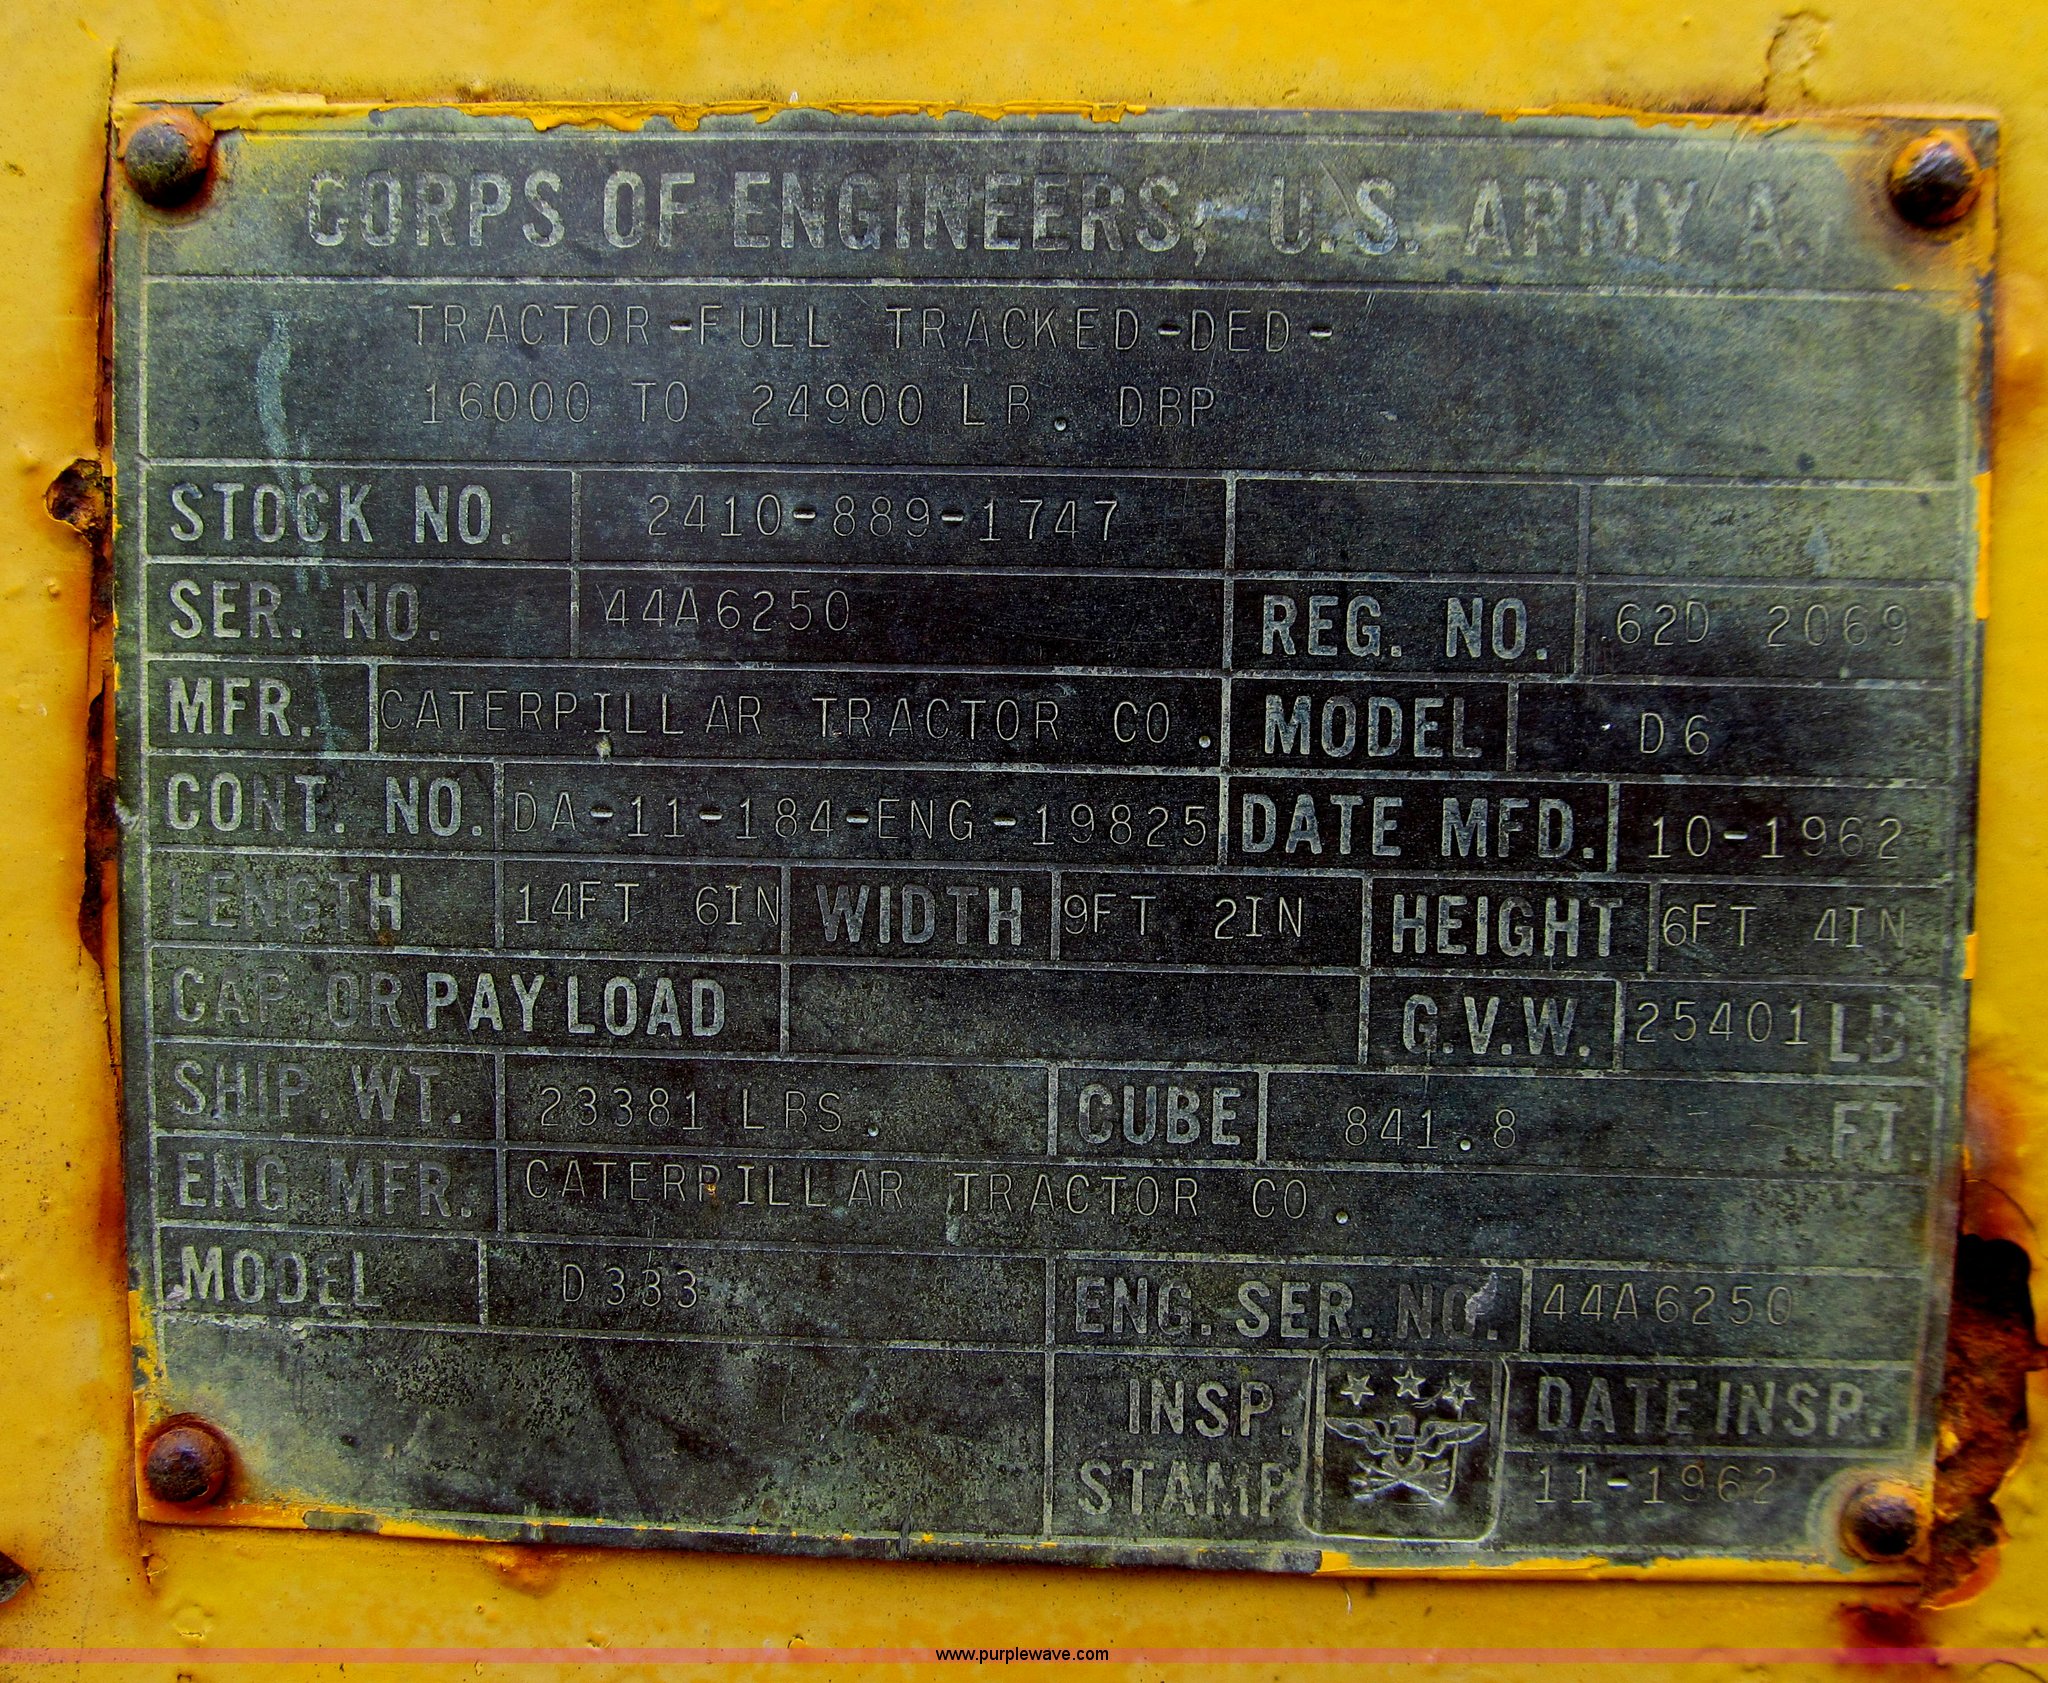 CORPS OF ENGINEERS, U.S. ARMY A.
TRACTOR-FULL TRACKED-DED-
16000 TO 24900 LB. DBP
STOCK NO. 2410-889-1747
SER. NO. 44A6250 REG. NO. 62D 2069
MFR. CATERPILLAR TRACTOR CO. MODEL D6
CONT. NO. DA-11-184-ENG-19825 DATE MFD. 10-1962
LENGTH 14FT 6IN WIDTH 9FT 2IN HEIGHT 6FT 4IN
CAP. OR PAYLOAD G.V.W. 25401 LB.
SHIP. WT. 23381 LBS. CUBE 841.8 FT.
ENG MFR. CATERPILLAR TRACTOR CO.
MODEL D333 ENG. SER. NO. 44A6250
INSP. STAMP DATE INSP.
11-1962
www.purplewave.com